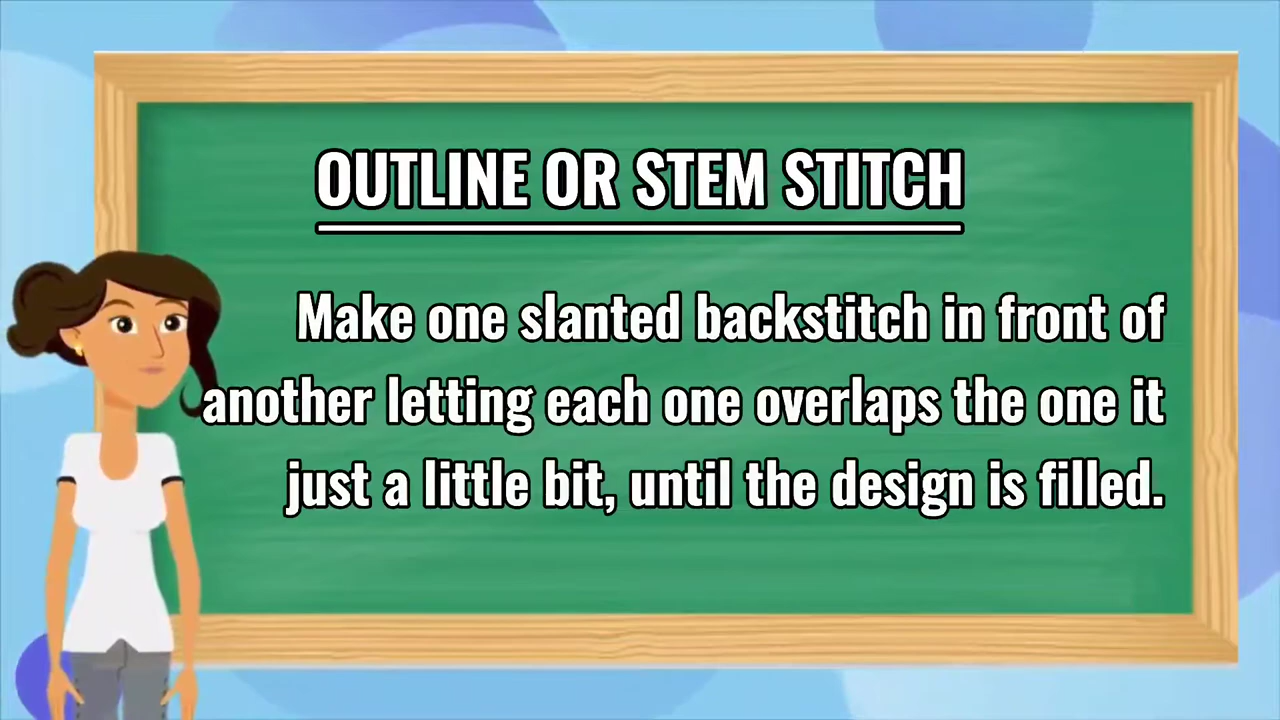 OUTLINE OR STEM STITCH
Make one slanted backstitch in front of
another letting each one overlaps the one it
just a little bit, until the design is filled.